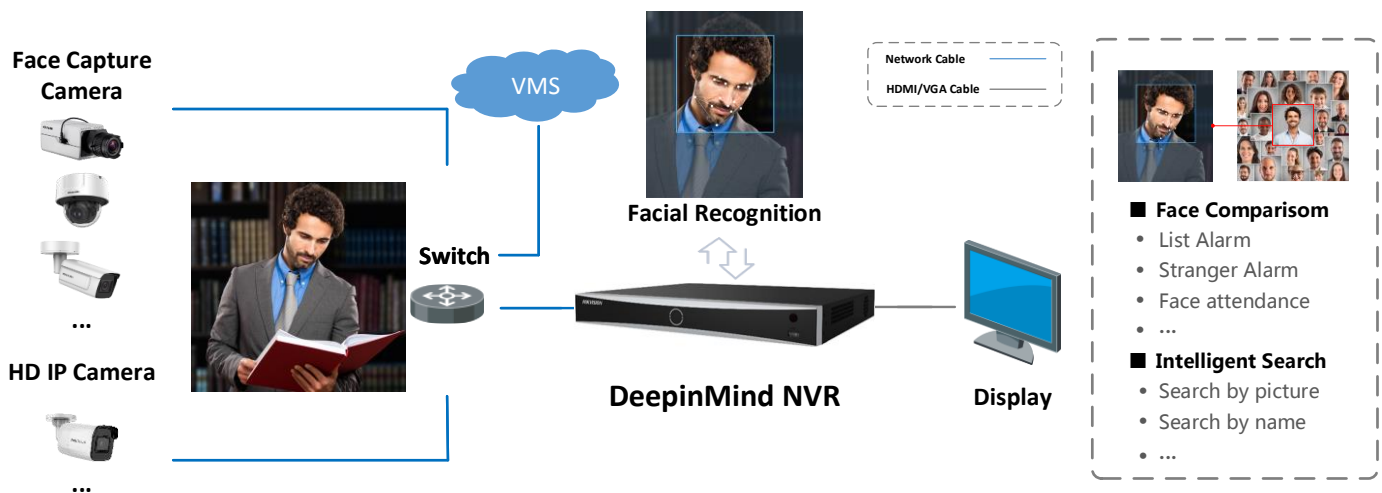 Face Capture
Camera
...
HD IP Camera
...
VMS
Switch
Facial Recognition
HIKVISION
DeepinMind NVR
Display
Network Cable
HDMI/VGA Cable
■ Face Comparisom
• List Alarm
• Stranger Alarm
• Face attendance
• ...
■ Intelligent Search
• Search by picture
• Search by name
• ...